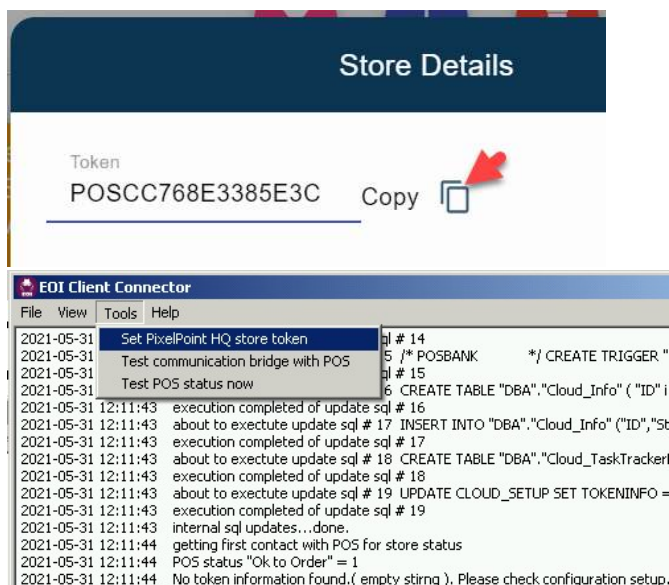 Store Details
Token
POSCC768E3385E3C Copy
EOI Client Connector
File View Tools Help
2021-05-31 Set PixelPoint HQ store token ql # 14
2021-05-31 5 /* POSBANK */ CREATE TRIGGER "
2021-05-31 Test communication bridge with POS ql # 15
2021-05-31 Test POS status now 6 CREATE TABLE "DBA"."Cloud_Info" ( "ID" i
2021-05-31 12:11:43 execution completed of update sql # 16
2021-05-31 12:11:43 about to exectute update sql # 17 INSERT INTO "DBA"."Cloud_Info" ("ID","St
2021-05-31 12:11:43 execution completed of update sql # 17
2021-05-31 12:11:43 about to exectute update sql # 18 CREATE TABLE "DBA"."Cloud_TaskTracker
2021-05-31 12:11:43 execution completed of update sql # 18
2021-05-31 12:11:43 about to exectute update sql # 19 UPDATE CLOUD_SETUP SET TOKENINFO =
2021-05-31 12:11:43 execution completed of update sql # 19
2021-05-31 12:11:43 internal sql updates...done.
2021-05-31 12:11:44 getting first contact with POS for store status
2021-05-31 12:11:44 POS status "Ok to Order" = 1
2021-05-31 12:11:44 No token information found.( empty stirng ). Please check configuration setup.